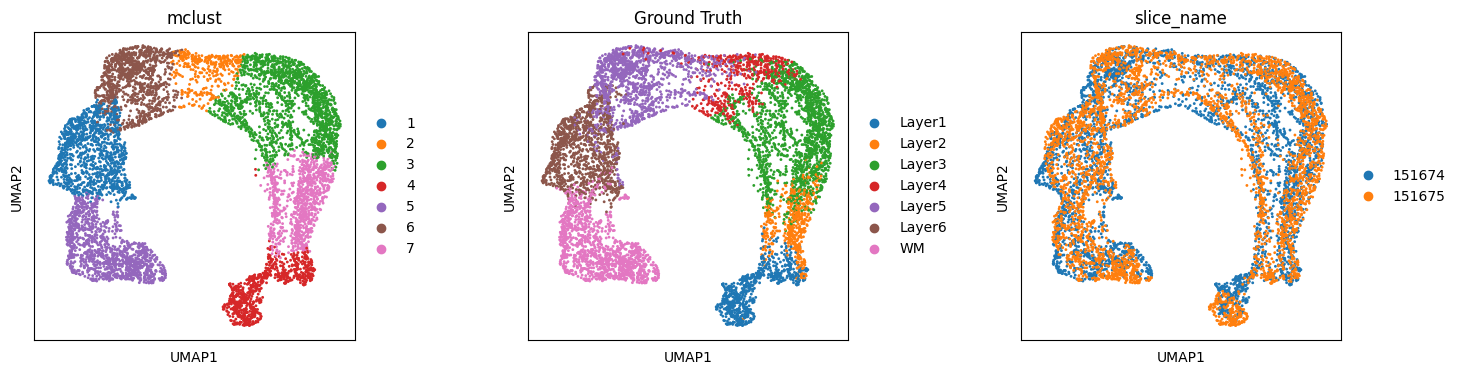 mclust
UMAP2
UMAP1
1
2
3
4
5
6
7
Ground Truth
UMAP2
UMAP1
Layer1
Layer2
Layer3
Layer4
Layer5
Layer6
WM
slice_name
UMAP2
UMAP1
151674
151675